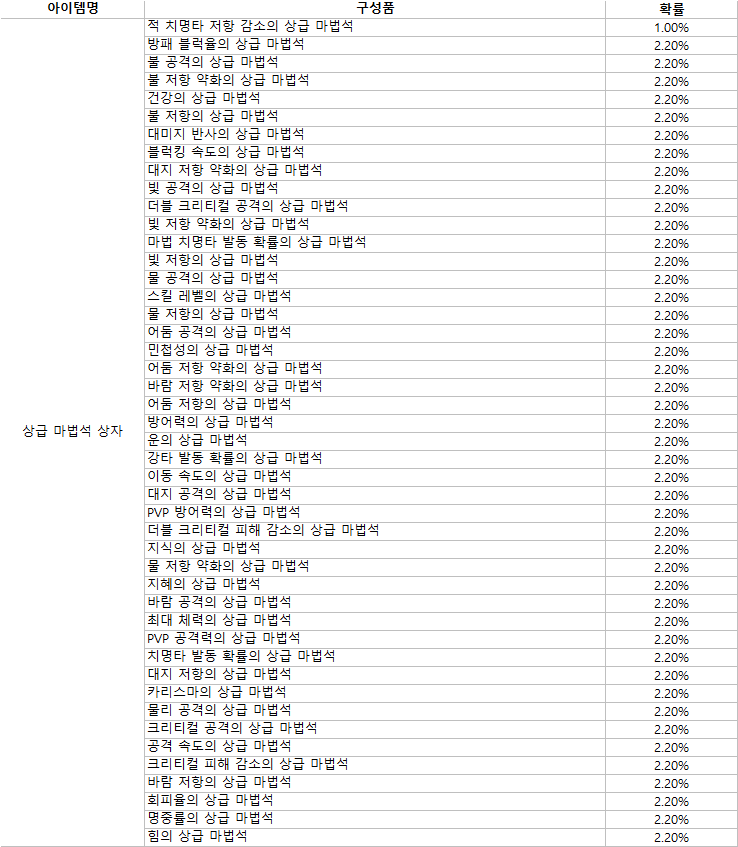 아이템명 구성품 확률
적 치명타 저항 감소의 상급 마법석 1.00%
방패 블럭율의 상급 마법석 2.20%
불 공격의 상급 마법석 2.20%
불 저항 약화의 상급 마법석 2.20%
건강의 상급 마법석 2.20%
불 저항의 상급 마법석 2.20%
대미지 반사의 상급 마법석 2.20%
블럭킹 속도의 상급 마법석 2.20%
대지 저항 약화의 상급 마법석 2.20%
빛 공격의 상급 마법석 2.20%
더블 크리티컬 공격의 상급 마법석 2.20%
빛 저항 약화의 상급 마법석 2.20%
마법 치명타 발동 확률의 상급 마법석 2.20%
빛 저항의 상급 마법석 2.20%
물 공격의 상급 마법석 2.20%
스킬 레벨의 상급 마법석 2.20%
물 저항의 상급 마법석 2.20%
어둠 공격의 상급 마법석 2.20%
민첩성의 상급 마법석 2.20%
어둠 저항 약화의 상급 마법석 2.20%
바람 저항 약화의 상급 마법석 2.20%
어둠 저항의 상급 마법석 2.20%
방어력의 상급 마법석 2.20%
상급 마법석 상자 운의 상급 마법석 2.20%
강타 발동 확률의 상급 마법석 2.20%
이동 속도의 상급 마법석 2.20%
대지 공격의 상급 마법석 2.20%
PVP 방어력의 상급 마법석 2.20%
더블 크리티컬 피해 감소의 상급 마법석 2.20%
지식의 상급 마법석 2.20%
물 저항 약화의 상급 마법석 2.20%
지혜의 상급 마법석 2.20%
바람 공격의 상급 마법석 2.20%
최대 체력의 상급 마법석 2.20%
PVP 공격력의 상급 마법석 2.20%
치명타 발동 확률의 상급 마법석 2.20%
대지 저항의 상급 마법석 2.20%
카리스마의 상급 마법석 2.20%
물리 공격의 상급 마법석 2.20%
크리티컬 공격의 상급 마법석 2.20%
공격 속도의 상급 마법석 2.20%
크리티컬 피해 감소의 상급 마법석 2.20%
바람 저항의 상급 마법석 2.20%
회피율의 상급 마법석 2.20%
명중률의 상급 마법석 2.20%
힘의 상급 마법석 2.20%